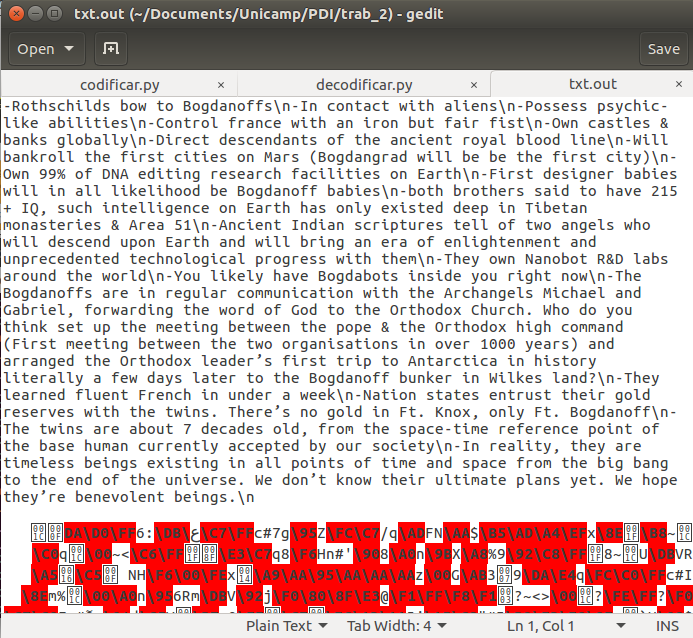 txt.out (~/Documents/Unicamp/PDI/trab_2) - gedit
Open Save
codificar.py × decodificar.py × txt.out ×
-Rothschilds bow to Bogdanoffs\n-In contact with aliens\n-Possess psychic-
like abilities\n-Control france with an iron but fair fist\n-Own castles &
banks globally\n-Direct descendants of the ancient royal blood line\n-Will
bankroll the first cities on Mars (Bogdangrad will be be the first city)\n-
Own 99% of DNA editing research facilities on Earth\n-First designer babies
will in all likelihood be Bogdanoff babies\n-both brothers said to have 215
+ IQ, such intelligence on Earth has only existed deep in Tibetan
monasteries & Area 51\n-Ancient Indian scriptures tell of two angels who
will descend upon Earth and will bring an era of enlightenment and
unprecedented technological progress with them\n-They own Nanobot R&D labs
around the world\n-You likely have Bogdabots inside you right now\n-The
Bogdanoffs are in regular communication with the Archangels Michael and
Gabriel, forwarding the word of God to the Orthodox Church. Who do you
think set up the meeting between the pope & the Orthodox high command
(First meeting between the two organisations in over 1000 years) and
arranged the Orthodox leader’s first trip to Antarctica in history
literally a few days later to the Bogdanoff bunker in Wilkes land?\n-They
learned fluent French in under a week\n-Nation states entrust their gold
reserves with the twins. There’s no gold in Ft. Knox, only Ft. Bogdanoff\n-
The twins are about 7 decades old, from the space-time reference point of
the base human currently accepted by our society\n-In reality, they are
timeless beings existing in all points of time and space from the big bang
to the end of the universe. We don’t know their ultimate plans yet. We hope
they’re benevolent beings.\n
Plain Text Tab Width: 4 Ln 1, Col 1 INS